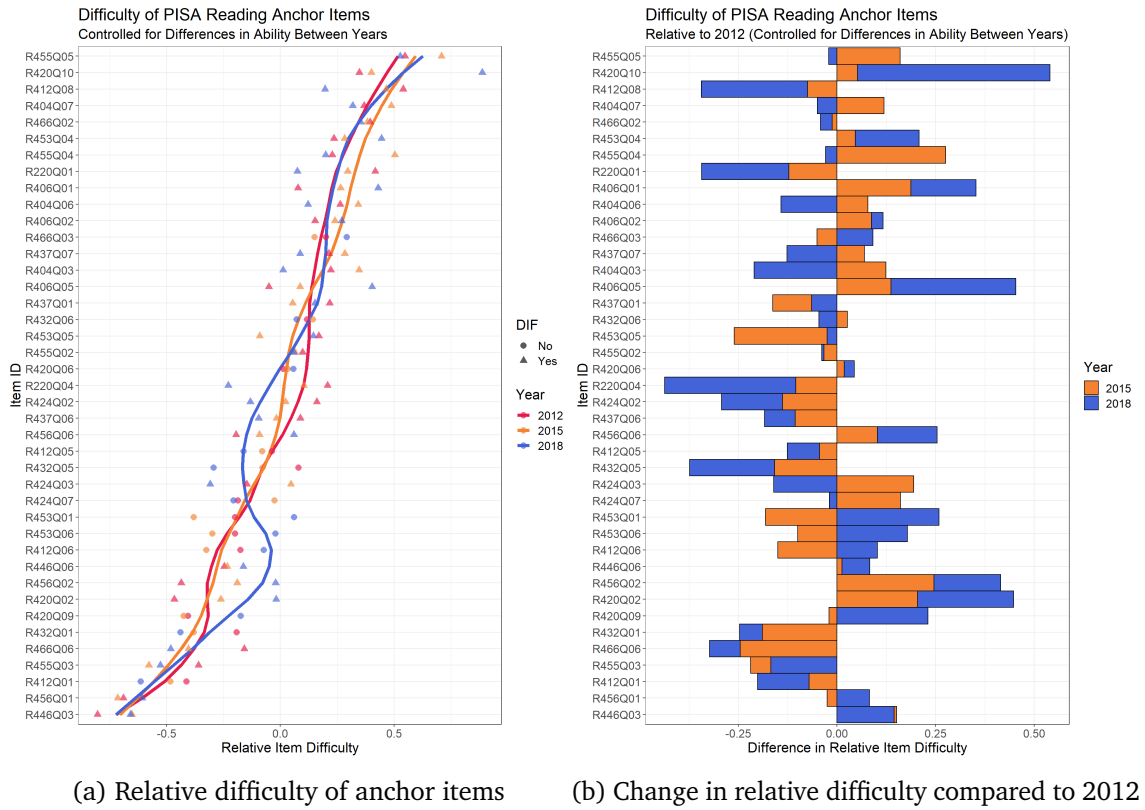 Difficulty of PISA Reading Anchor Items
Controlled for Differences in Ability Between Years
Item ID
R455Q05
R420Q10
R412Q08
R404Q07
R466Q02
R453Q04
R455Q04
R220Q01
R406Q01
R404Q06
R406Q02
R466Q03
R437Q07
R404Q03
R406Q05
R437Q01
R432Q06
R453Q05
R455Q02
R420Q06
R220Q04
R424Q02
R437Q06
R456Q06
R412Q05
R432Q05
R424Q03
R424Q07
R453Q01
R453Q06
R412Q06
R446Q06
R456Q02
R420Q02
R420Q09
R432Q01
R466Q06
R455Q03
R412Q01
R456Q01
R446Q03
-0.5 0.0 0.5
Relative Item Difficulty
DIF
No
Yes
Year
2012
2015
2018
(a) Relative difficulty of anchor items
Difficulty of PISA Reading Anchor Items
Relative to 2012 (Controlled for Differences in Ability Between Years)
Item ID
R455Q05
R420Q10
R412Q08
R404Q07
R466Q02
R453Q04
R455Q04
R220Q01
R406Q01
R404Q06
R406Q02
R466Q03
R437Q07
R404Q03
R406Q05
R437Q01
R432Q06
R453Q05
R455Q02
R420Q06
R220Q04
R424Q02
R437Q06
R456Q06
R412Q05
R432Q05
R424Q03
R424Q07
R453Q01
R453Q06
R412Q06
R446Q06
R456Q02
R420Q02
R420Q09
R432Q01
R466Q06
R455Q03
R412Q01
R456Q01
R446Q03
-0.25 0.00 0.25 0.50
Difference in Relative Item Difficulty
Year
2015
2018
(b) Change in relative difficulty compared to 2012